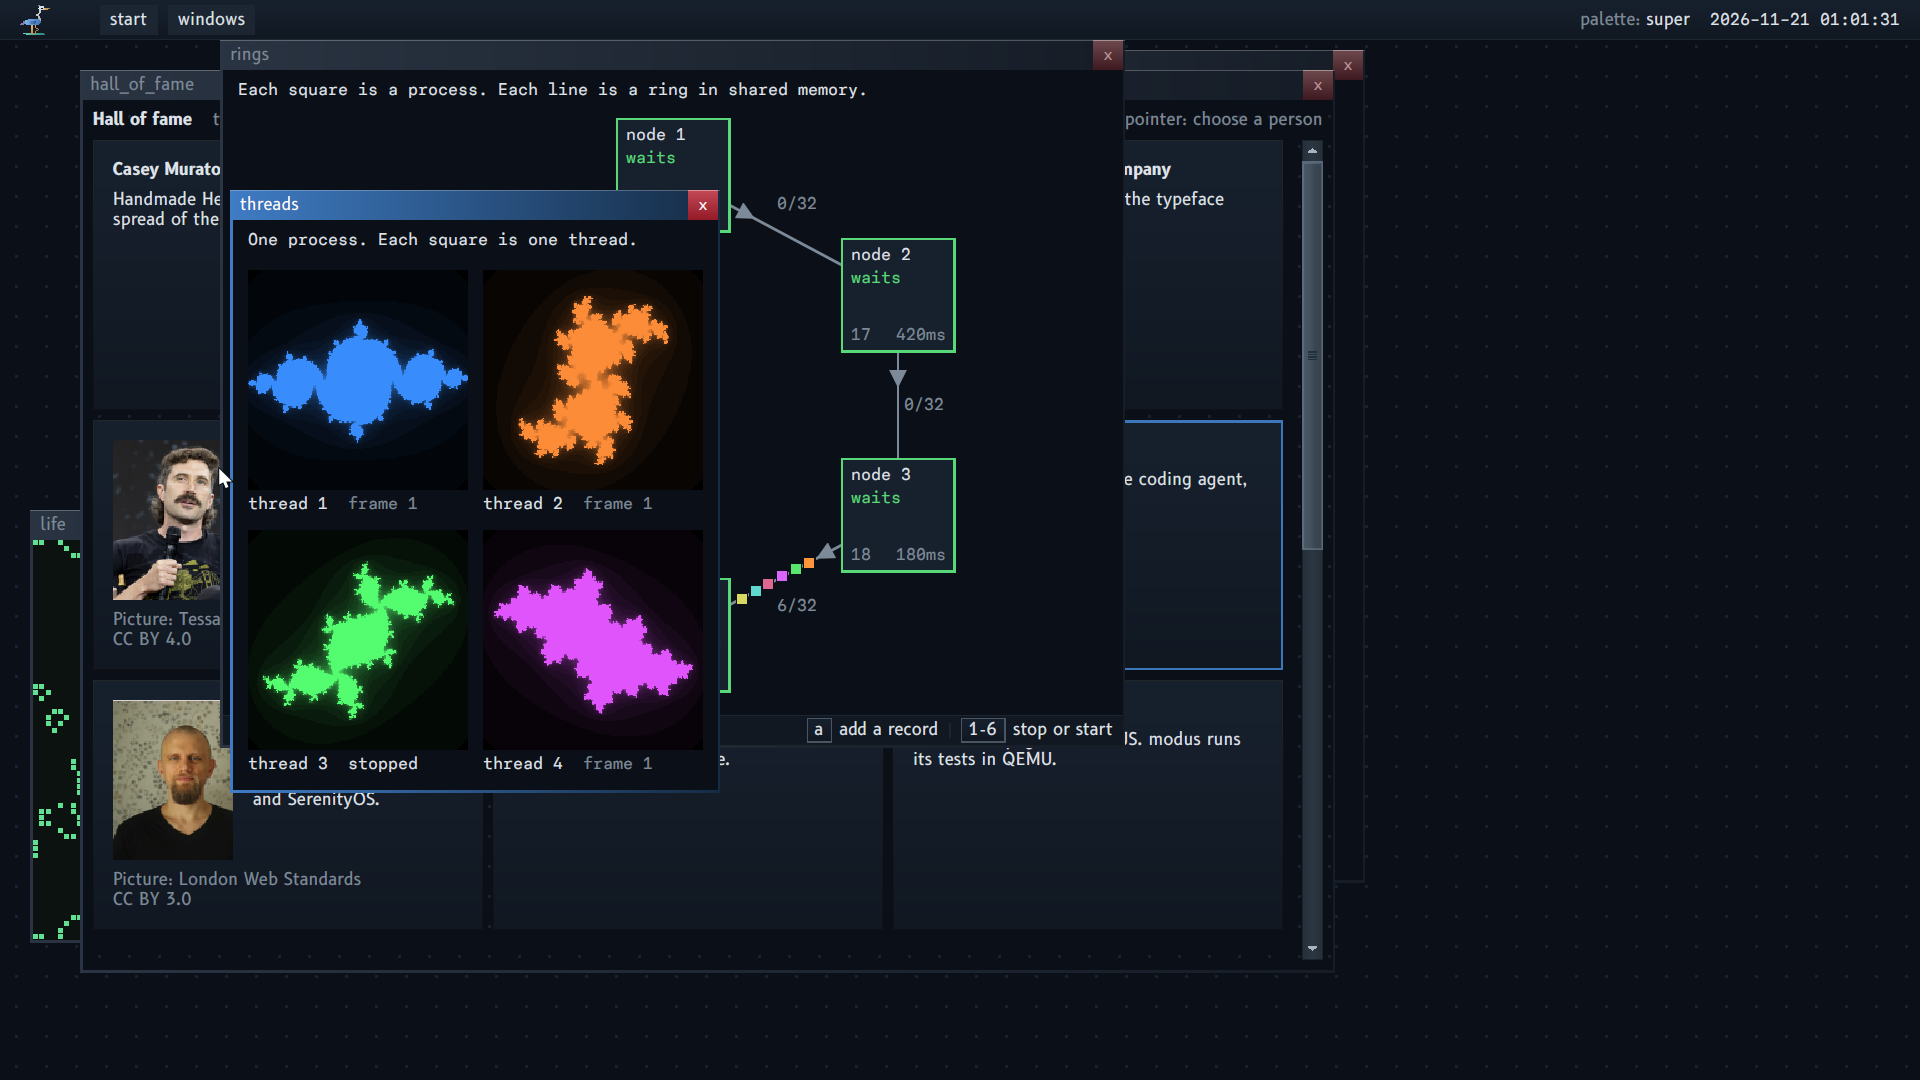 start windows palette: super 2026-11-21 01:01:31
rings x
x
hall_of_fame x
Each square is a process. Each line is a ring in shared memory.
Hall of fame
pointer: choose a person
node 1
waits
Casey Murato
Handmade He
spread of the
mpany
the typeface
0/32
threads x
One process. Each square is one thread.
node 2
waits
17 420ms
0/32
thread 1 frame 1 thread 2 frame 1
node 3
waits
18 180ms
6/32
e coding agent,
life
Picture: Tessa
CC BY 4.0
thread 3 stopped thread 4 frame 1
a add a record 1-6 stop or start
JS. modus runs
its tests in QEMU.
e.
and SerenityOS.
Picture: London Web Standards
CC BY 3.0